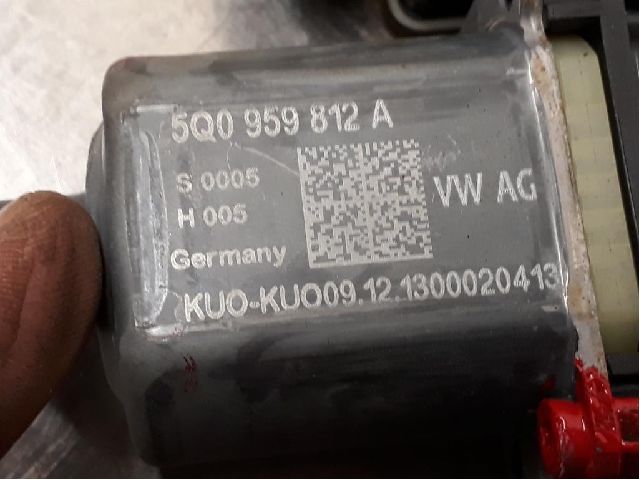 5Q0 959 812 A
S 0005
H 005
VW AG
Germany
KUO-KUO09.12.1300020413